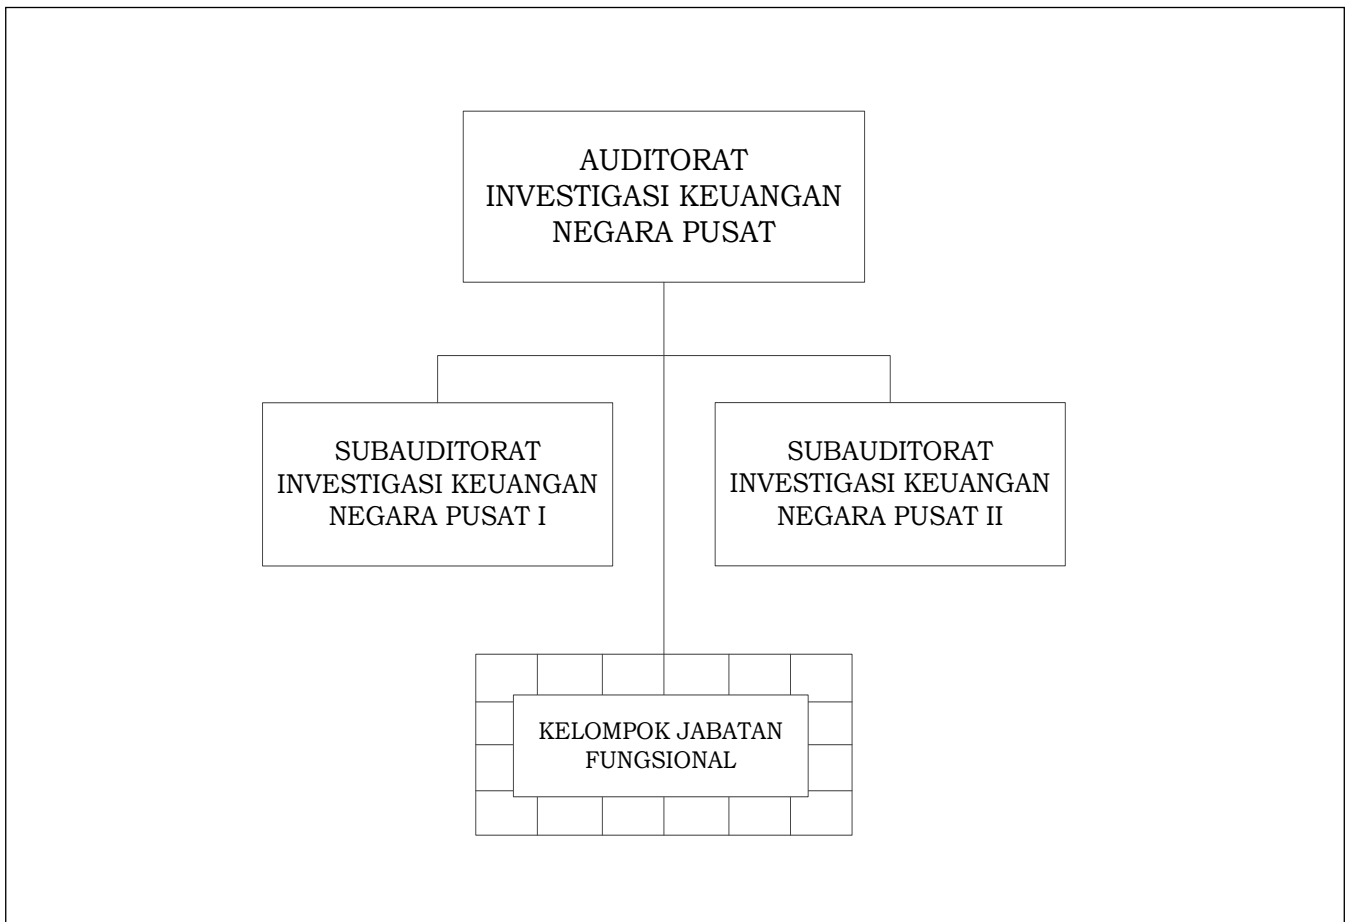 AUDITORAT
INVESTIGASI KEUANGAN
NEGARA PUSAT
SUBAUDITORAT
INVESTIGASI KEUANGAN
NEGARA PUSAT I
SUBAUDITORAT
INVESTIGASI KEUANGAN
NEGARA PUSAT II
KELOMPOK JABATAN
FUNGSIONAL